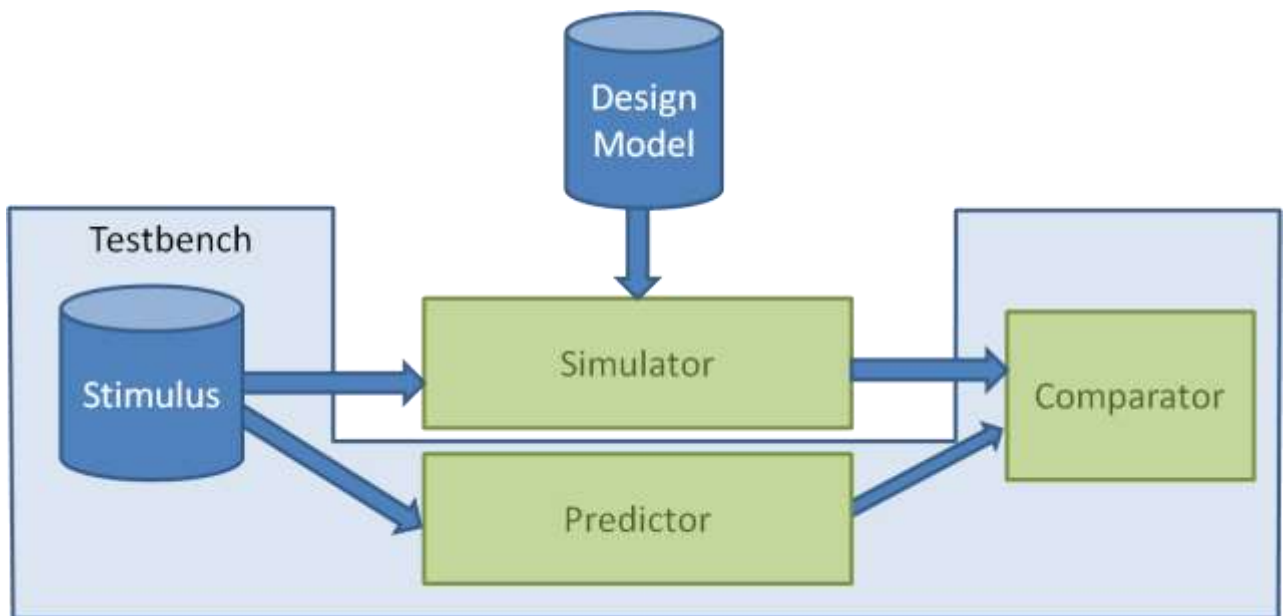 Design
Model
Testbench
Simulator
Stimulus
Comparator
Predictor